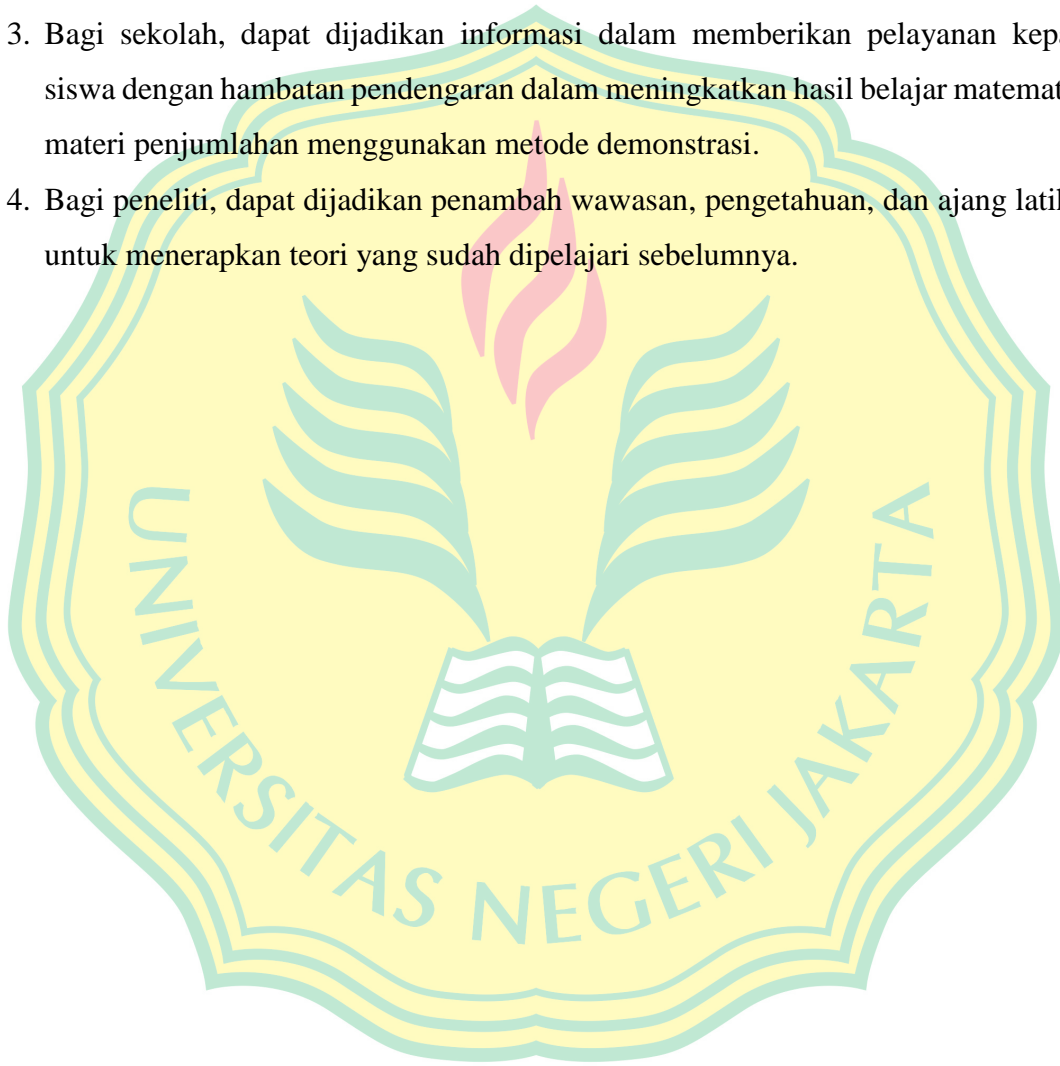 3. Bagi sekolah, dapat dijadikan informasi dalam memberikan pelayanan kepa
siswa dengan hambatan pendengaran dalam meningkatkan hasil belajar matemat
materi penjumlahan menggunakan metode demonstrasi.
4. Bagi peneliti, dapat dijadikan penambah wawasan, pengetahuan, dan ajang latil
untuk menerapkan teori yang sudah dipelajari sebelumnya.
UNIVERSITAS NEGERI JAKARTA